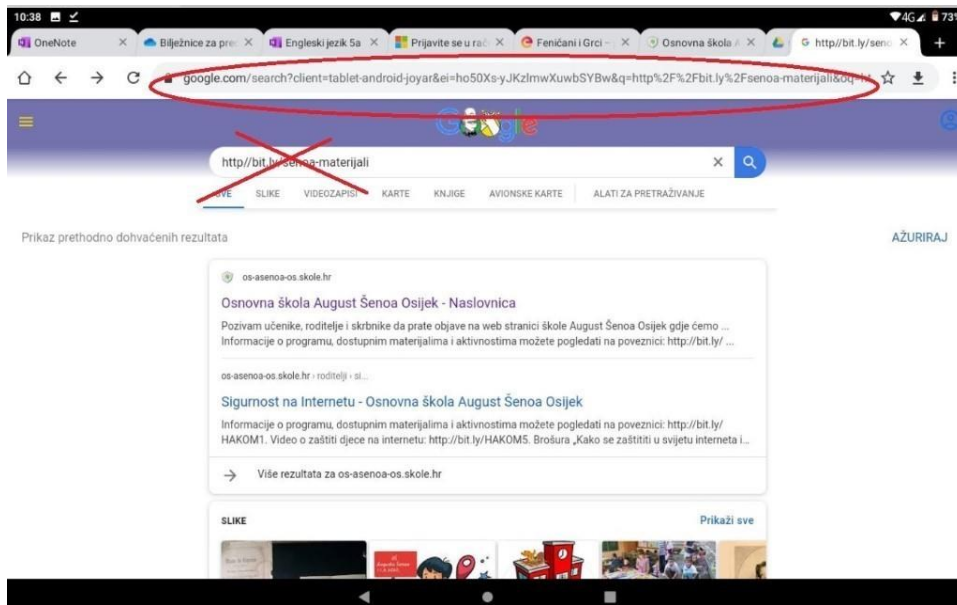 10:38 4G 73%
OneNote Bilježnice za pre Engleski jezik 5a Prijavite se u rač Feničani i Grci – Osnovna škola A http//bit.ly/seno
google.com/search?client=tablet-android-joyar&ei=ho50Xs-yJKzlmwXuwbSYBw&q=http%2F%2Fbit.ly%2Fsenoa-materijali&oq=ht
Google
http//bit.ly/senoa-materijali
SVE SLIKE VIDEOZAPISI KARTE KNJIGE AVIONSKE KARTE ALATI ZA PRETRAŽIVANJE
Prikaz prethodno dohvaćenih rezultata AŽURIRAJ
os-asenoa-os.skole.hr
Osnovna škola August Šenoa Osijek - Naslovnica
Pozivam učenike, roditelje i skrbnike da prate objave na web stranici škole August Šenoa Osijek gdje ćemo ...
Informacije o programu, dostupnim materijalima i aktivnostima možete pogledati na poveznici: http://bit.ly/ ...
os-asenoa-os.skole.hr › roditelji › si...
Sigurnost na Internetu - Osnovna škola August Šenoa Osijek
Informacije o programu, dostupnim materijalima i aktivnostima možete pogledati na poveznici: http://bit.ly/
HAKOM1. Video o zaštiti djece na internetu: http://bit.ly/HAKOM5. Brošura „Kako se zaštititi u svijetu interneta i...
Više rezultata za os-asenoa-os.skole.hr
SLIKE Prikaži sve